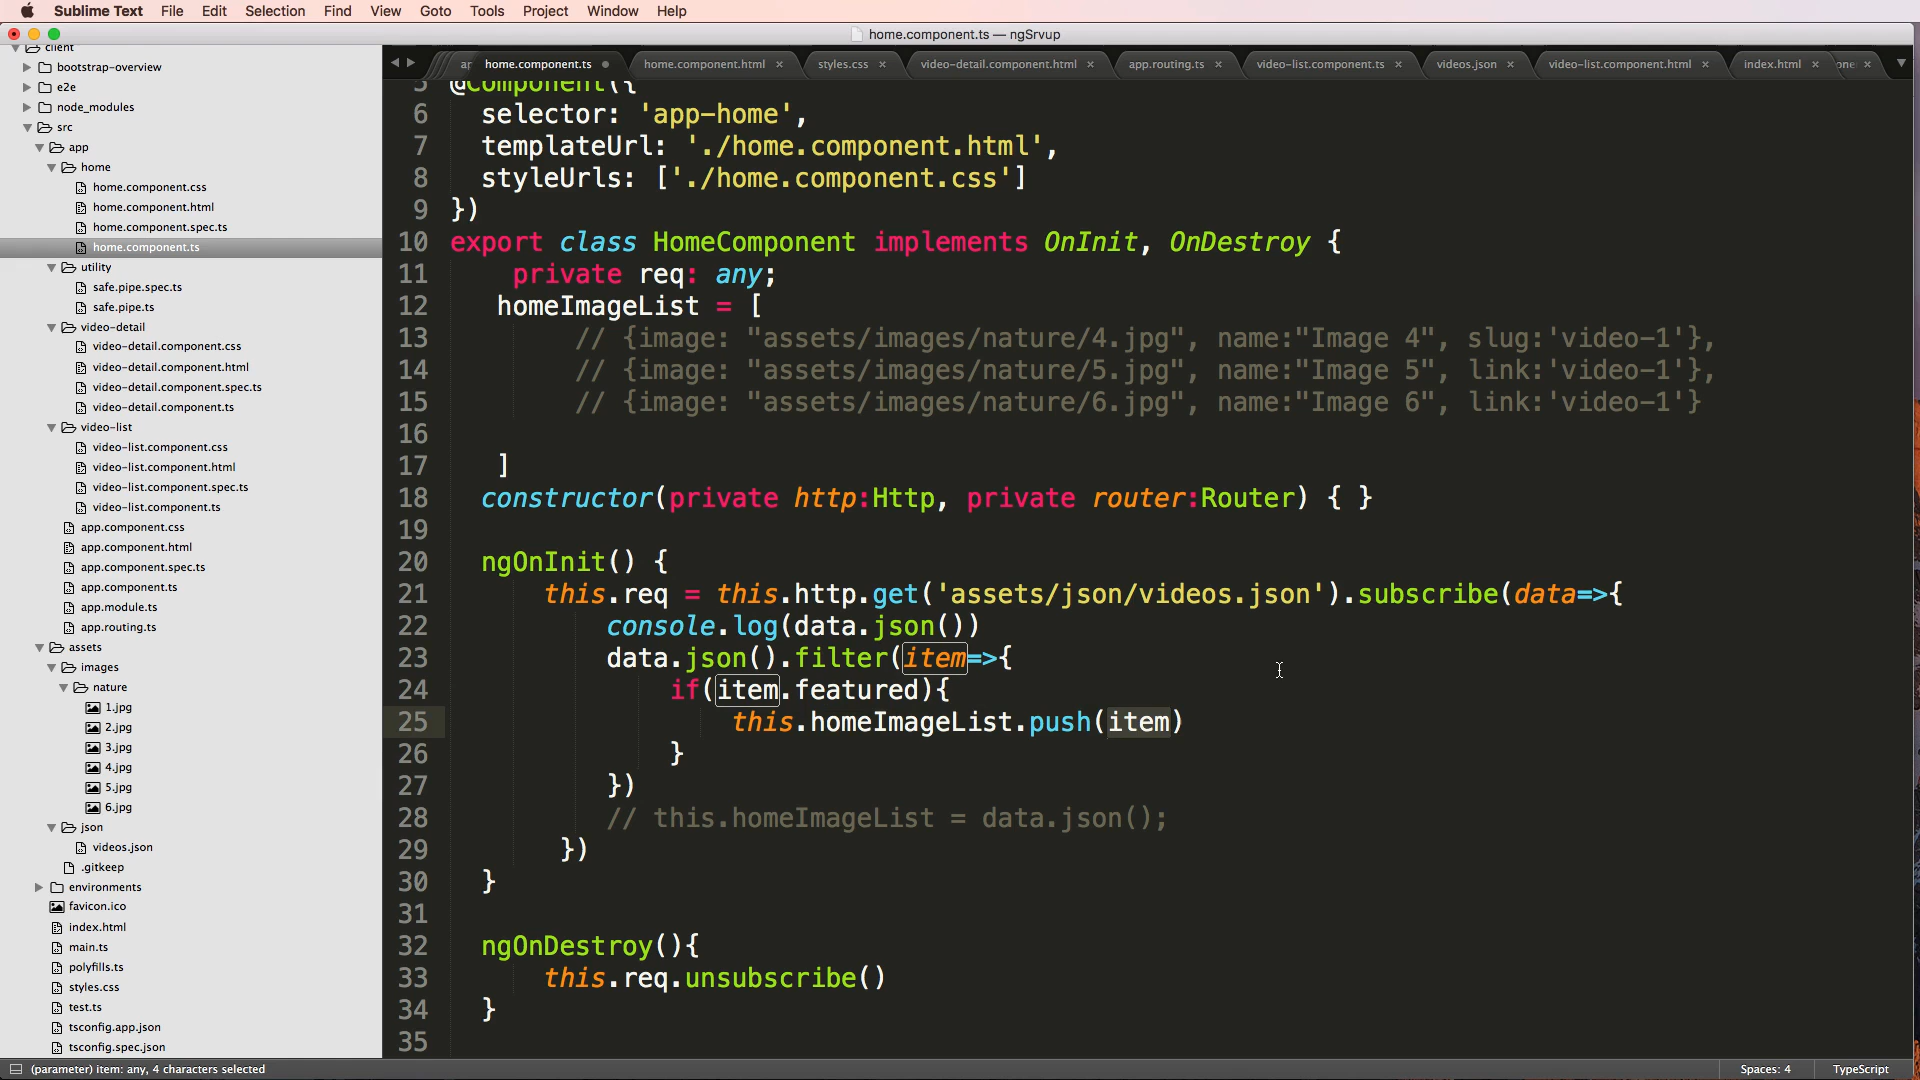 Sublime Text File Edit Selection Find View Goto Tools Project Window Help
home.component.ts — ngSrvup
home.component.ts home.component.html styles.css video-detail.component.html app.routing.ts video-list.component.ts videos.json video-list.component.html index.html
client
bootstrap-overview
e2e
node_modules
src
app
home
home.component.css
home.component.html
home.component.spec.ts
home.component.ts
utility
safe.pipe.spec.ts
safe.pipe.ts
video-detail
video-detail.component.css
video-detail.component.html
video-detail.component.spec.ts
video-detail.component.ts
video-list
video-list.component.css
video-list.component.html
video-list.component.spec.ts
video-list.component.ts
app.component.css
app.component.html
app.component.spec.ts
app.component.ts
app.module.ts
app.routing.ts
assets
images
nature
1.jpg
2.jpg
3.jpg
4.jpg
5.jpg
6.jpg
json
videos.json
.gitkeep
environments
favicon.ico
index.html
main.ts
polyfills.ts
styles.css
test.ts
tsconfig.app.json
tsconfig.spec.json
5 @Component({
6 selector: 'app-home',
7 templateUrl: './home.component.html',
8 styleUrls: ['./home.component.css']
9 })
10 export class HomeComponent implements OnInit, OnDestroy {
11 private req: any;
12 homeImageList = [
13 // {image: "assets/images/nature/4.jpg", name:"Image 4", slug:'video-1'},
14 // {image: "assets/images/nature/5.jpg", name:"Image 5", link:'video-1'},
15 // {image: "assets/images/nature/6.jpg", name:"Image 6", link:'video-1'}
16
17 ]
18 constructor(private http:Http, private router:Router) { }
19
20 ngOnInit() {
21 this.req = this.http.get('assets/json/videos.json').subscribe(data=>{
22 console.log(data.json())
23 data.json().filter(item=>{
24 if(item.featured){
25 this.homeImageList.push(item)
26 }
27 })
28 // this.homeImageList = data.json();
29 })
30 }
31
32 ngOnDestroy(){
33 this.req.unsubscribe()
34 }
35
(parameter) item: any, 4 characters selected
Spaces: 4 TypeScript